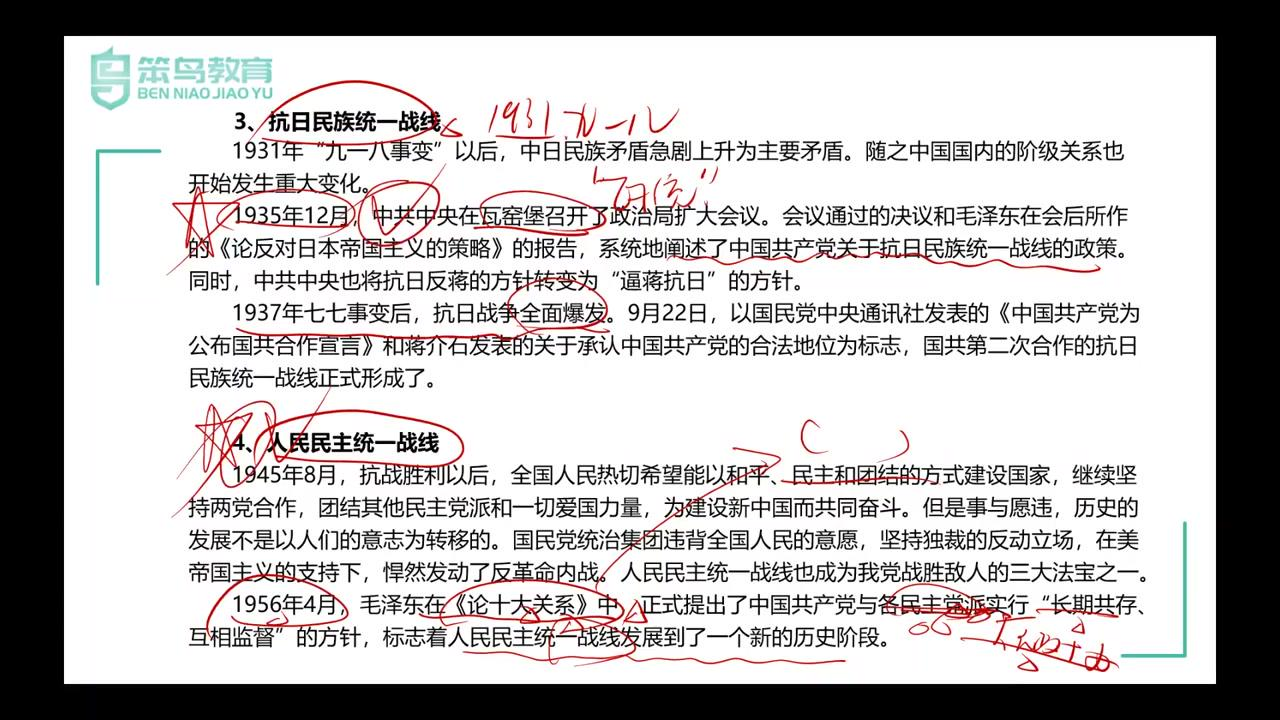 笨鸟教育
BEN NIAO JIAO YU
3、抗日民族统一战线
1931.九一八
1931年“九一八事变”以后，中日民族矛盾急剧上升为主要矛盾。随之中国国内的阶级关系也
开始发生重大变化。
1935年12月，中共中央在瓦窑堡召开了政治局扩大会议。会议通过的决议和毛泽东在会后所作
的《论反对日本帝国主义的策略》的报告，系统地阐述了中国共产党关于抗日民族统一战线的政策。
同时，中共中央也将抗日反蒋的方针转变为“逼蒋抗日”的方针。
1937年七七事变后，抗日战争全面爆发。9月22日，以国民党中央通讯社发表的《中国共产党为
公布国共合作宣言》和蒋介石发表的关于承认中国共产党的合法地位为标志，国共第二次合作的抗日
民族统一战线正式形成了。
4、人民民主统一战线
1945年8月，抗战胜利以后，全国人民热切希望能以和平、民主和团结的方式建设国家，继续坚
持两党合作，团结其他民主党派和一切爱国力量，为建设新中国而共同奋斗。但是事与愿违，历史的
发展不是以人们的意志为转移的。国民党统治集团违背全国人民的意愿，坚持独裁的反动立场，在美
帝国主义的支持下，悍然发动了反革命内战。人民民主统一战线也成为我党战胜敌人的三大法宝之一。
1956年4月，毛泽东在《论十大关系》中，正式提出了中国共产党与各民主党派实行“长期共存、
互相监督”的方针，标志着人民民主统一战线发展到了一个新的历史阶段。